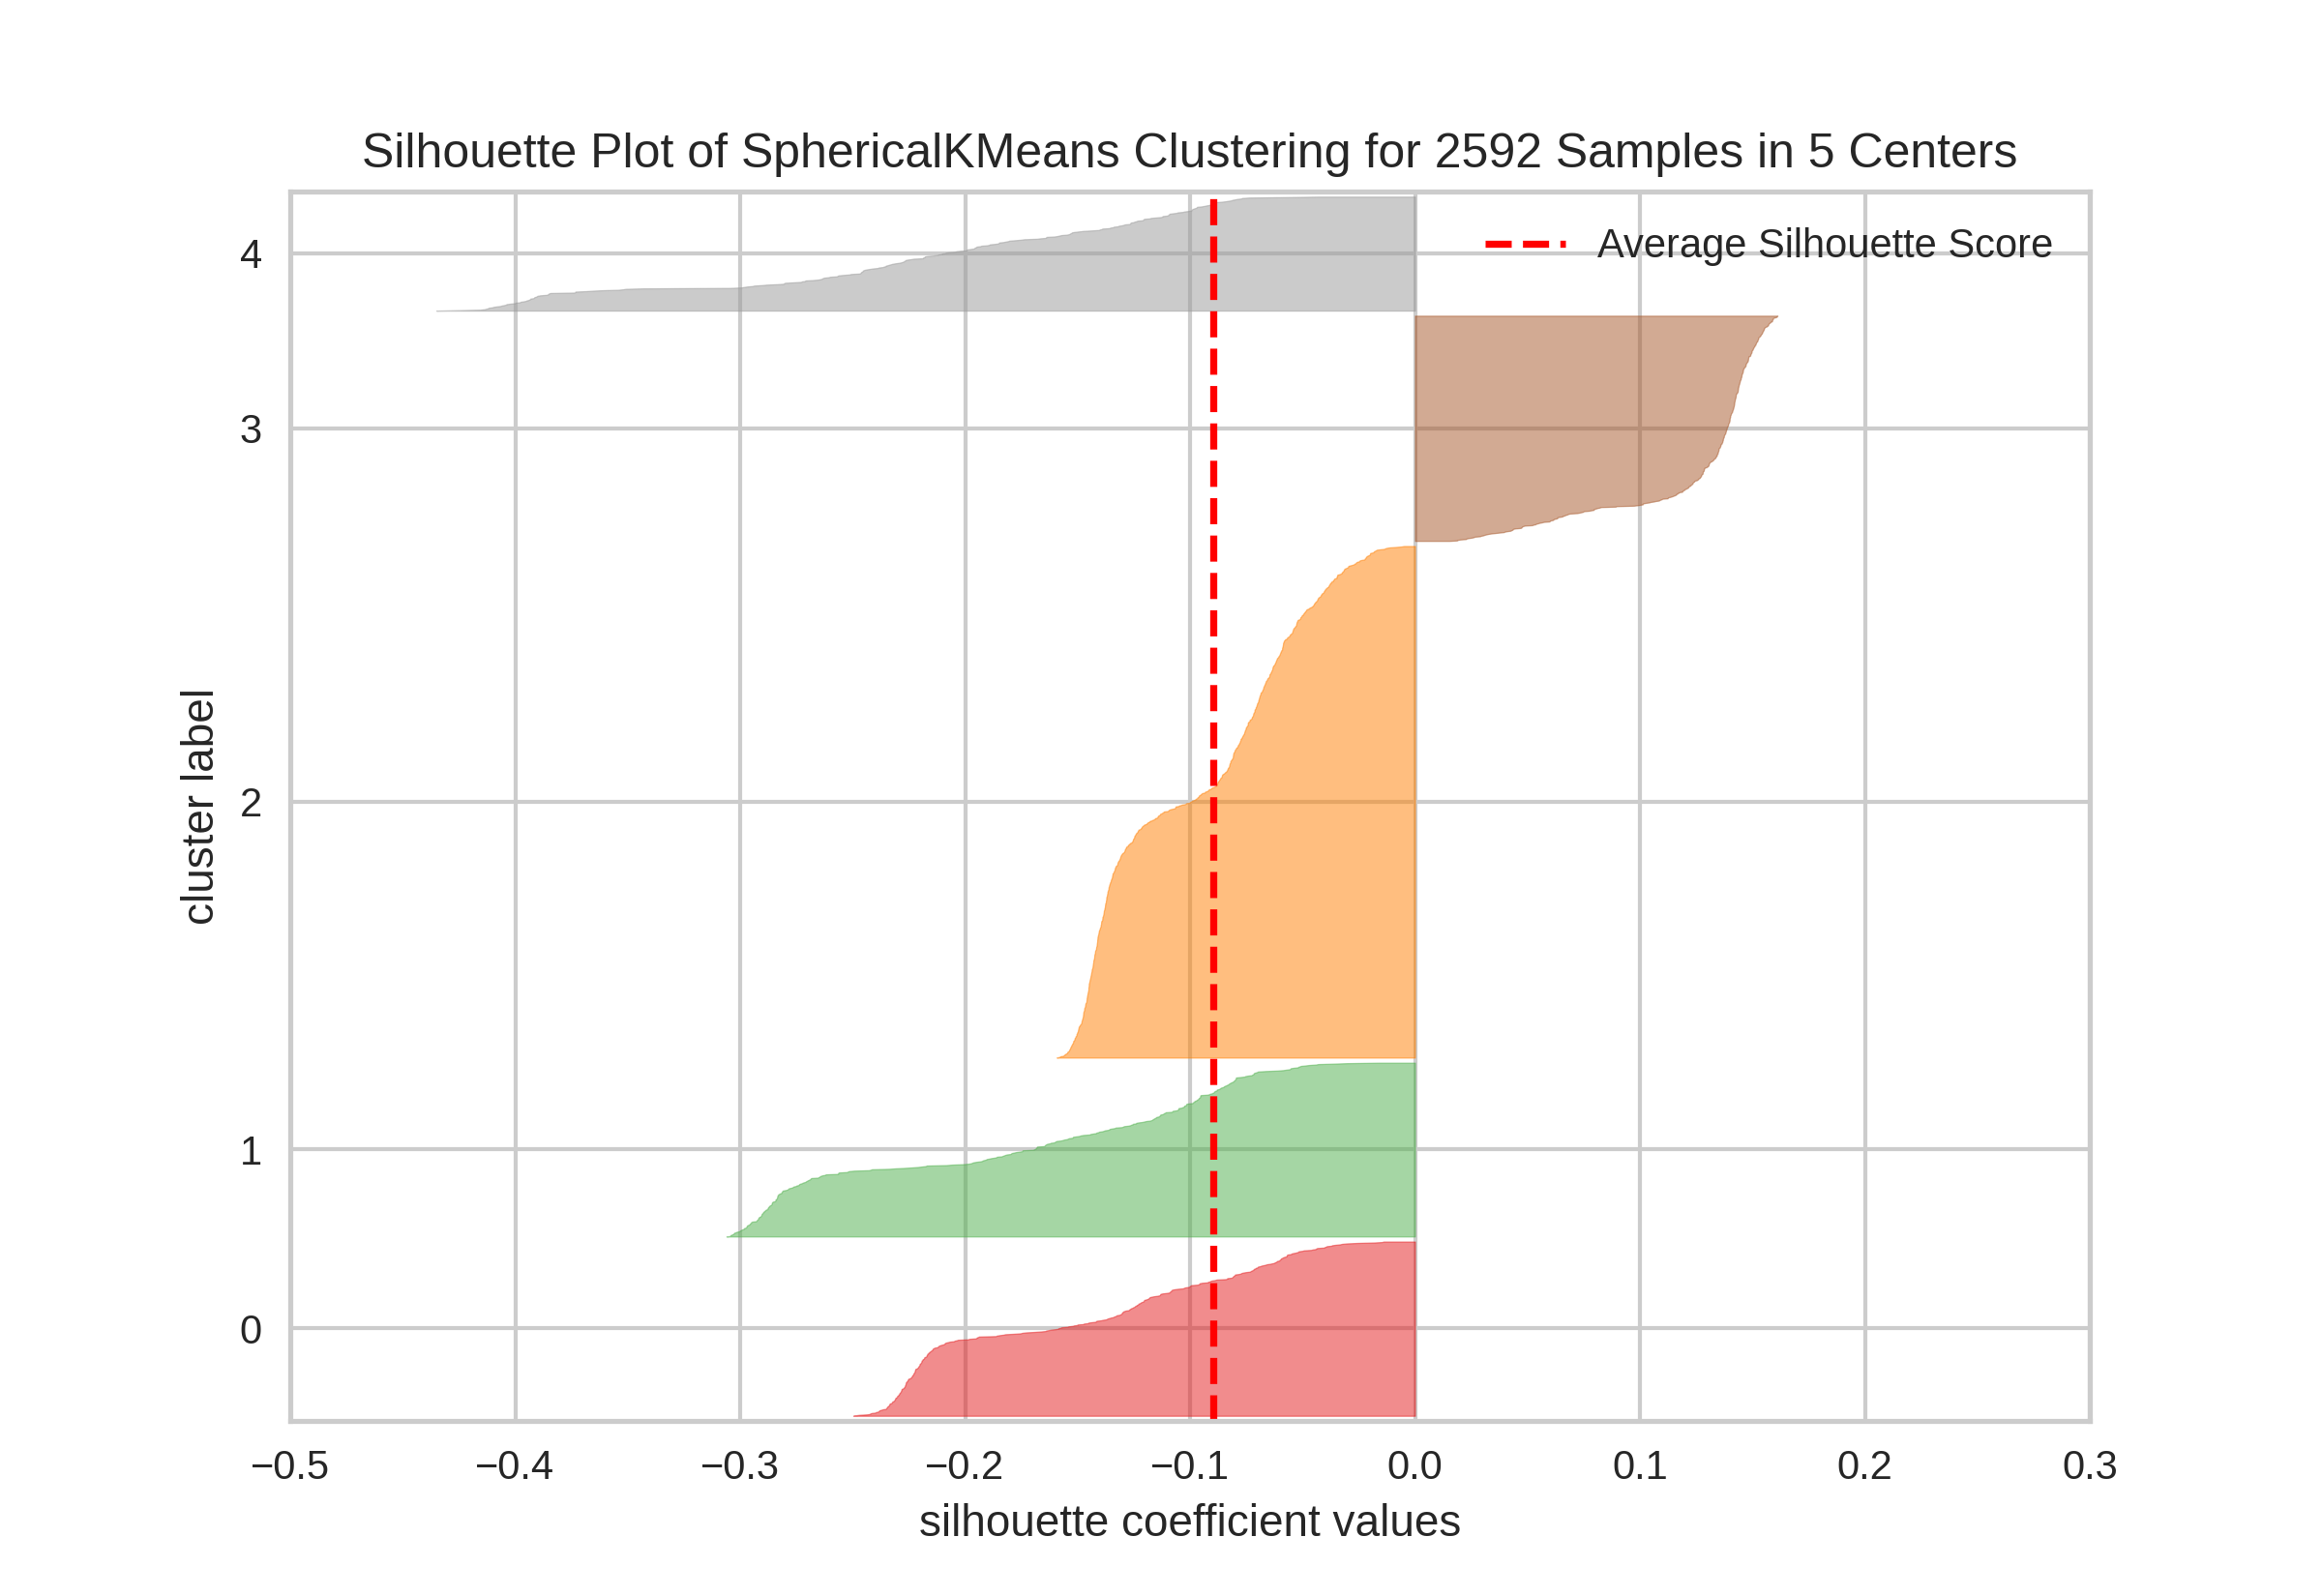 Silhouette Plot of SphericalKMeans Clustering for 2592 Samples in 5 Centers
Average Silhouette Score
4
3
2
1
0
cluster label
−0.5 −0.4 −0.3 −0.2 −0.1 0.0 0.1 0.2 0.3
silhouette coefficient values